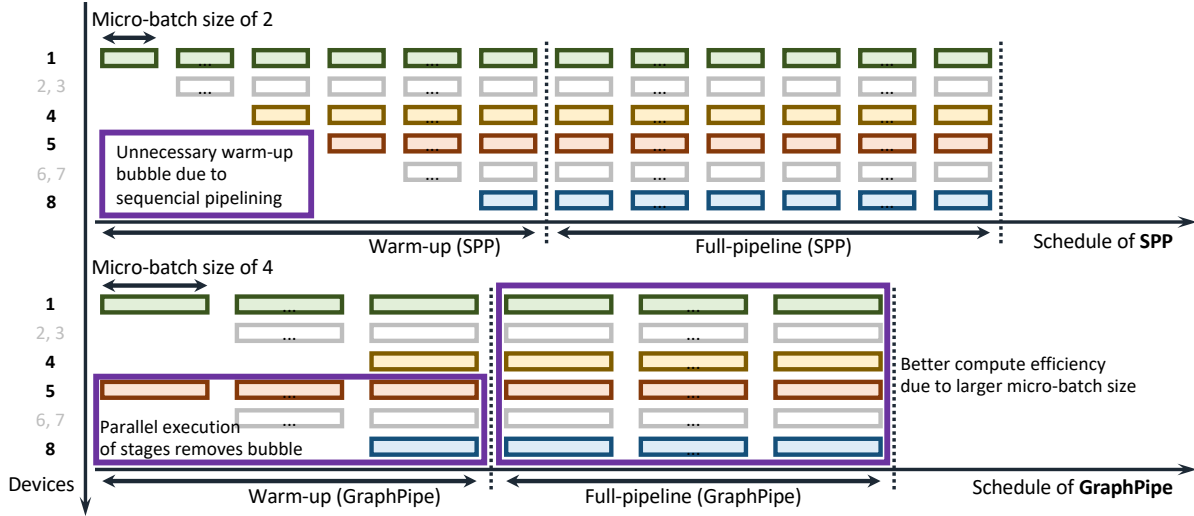 Micro-batch size of 2
1 ... ... ... ...
2, 3 ... ... ... ...
4 ... ... ...
5 ... ... ... ...
Unnecessary warm-up
bubble due to
sequencial pipelining
6, 7 ... ... ...
8 ... ...
Warm-up (SPP)
Full-pipeline (SPP)
Schedule of SPP
Micro-batch size of 4
1 ... ...
2, 3 ... ...
4 ...
Better compute efficiency
due to larger micro-batch size
5 ... ...
6, 7 ... ...
Parallel execution
of stages removes bubble
8 ...
Devices
Warm-up (GraphPipe)
Full-pipeline (GraphPipe)
Schedule of GraphPipe